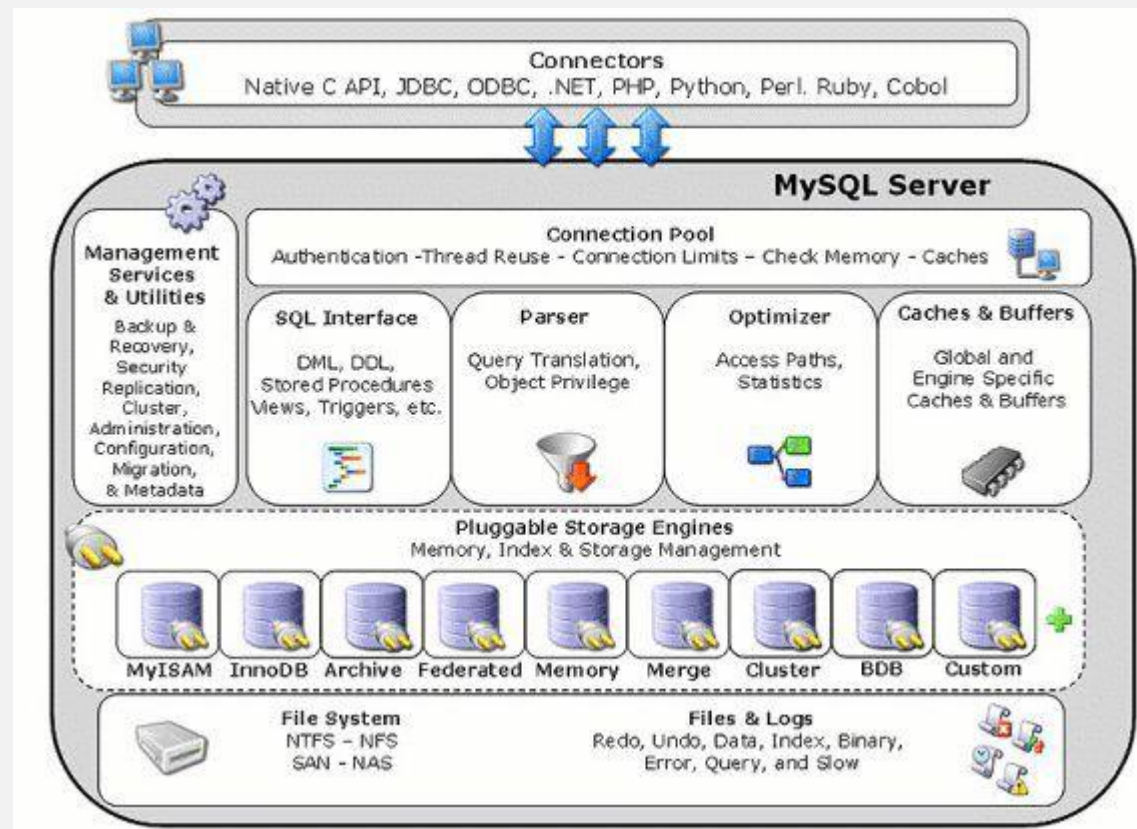 Connectors
Native C API, JDBC, ODBC, .NET, PHP, Python, Perl. Ruby, Cobol
MySQL Server
Management
Services
& Utilities
Backup &
Recovery,
Security
Replication,
Cluster,
Administration,
Configuration,
Migration,
& Metadata
Connection Pool
Authentication -Thread Reuse - Connection Limits – Check Memory - Caches
SQL Interface
DML, DDL,
Stored Procedures
Views, Triggers, etc.
Parser
Query Translation,
Object Privilege
Optimizer
Access Paths,
Statistics
Caches & Buffers
Global and
Engine Specific
Caches & Buffers
Pluggable Storage Engines
Memory, Index & Storage Management
MyISAM InnoDB Archive Federated Memory Merge Cluster BDB Custom
File System
NTFS – NFS
SAN - NAS
Files & Logs
Redo, Undo, Data, Index, Binary,
Error, Query, and Slow